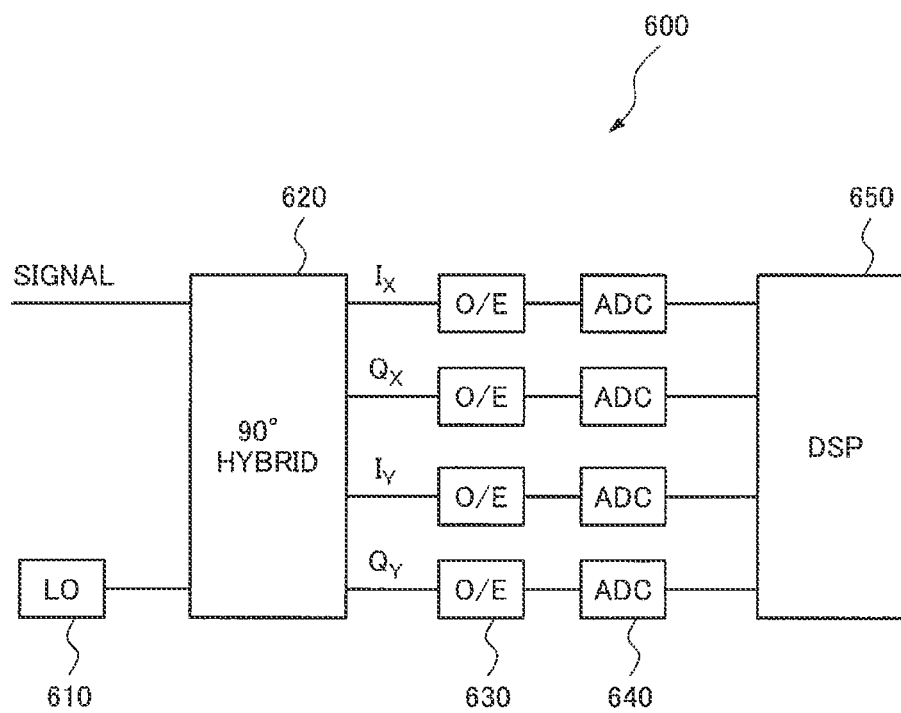 600
620
650
SIGNAL
I_X
O/E
ADC
Q_X
O/E
ADC
90°
HYBRID
DSP
I_Y
O/E
ADC
LO
Q_Y
O/E
ADC
610
630
640